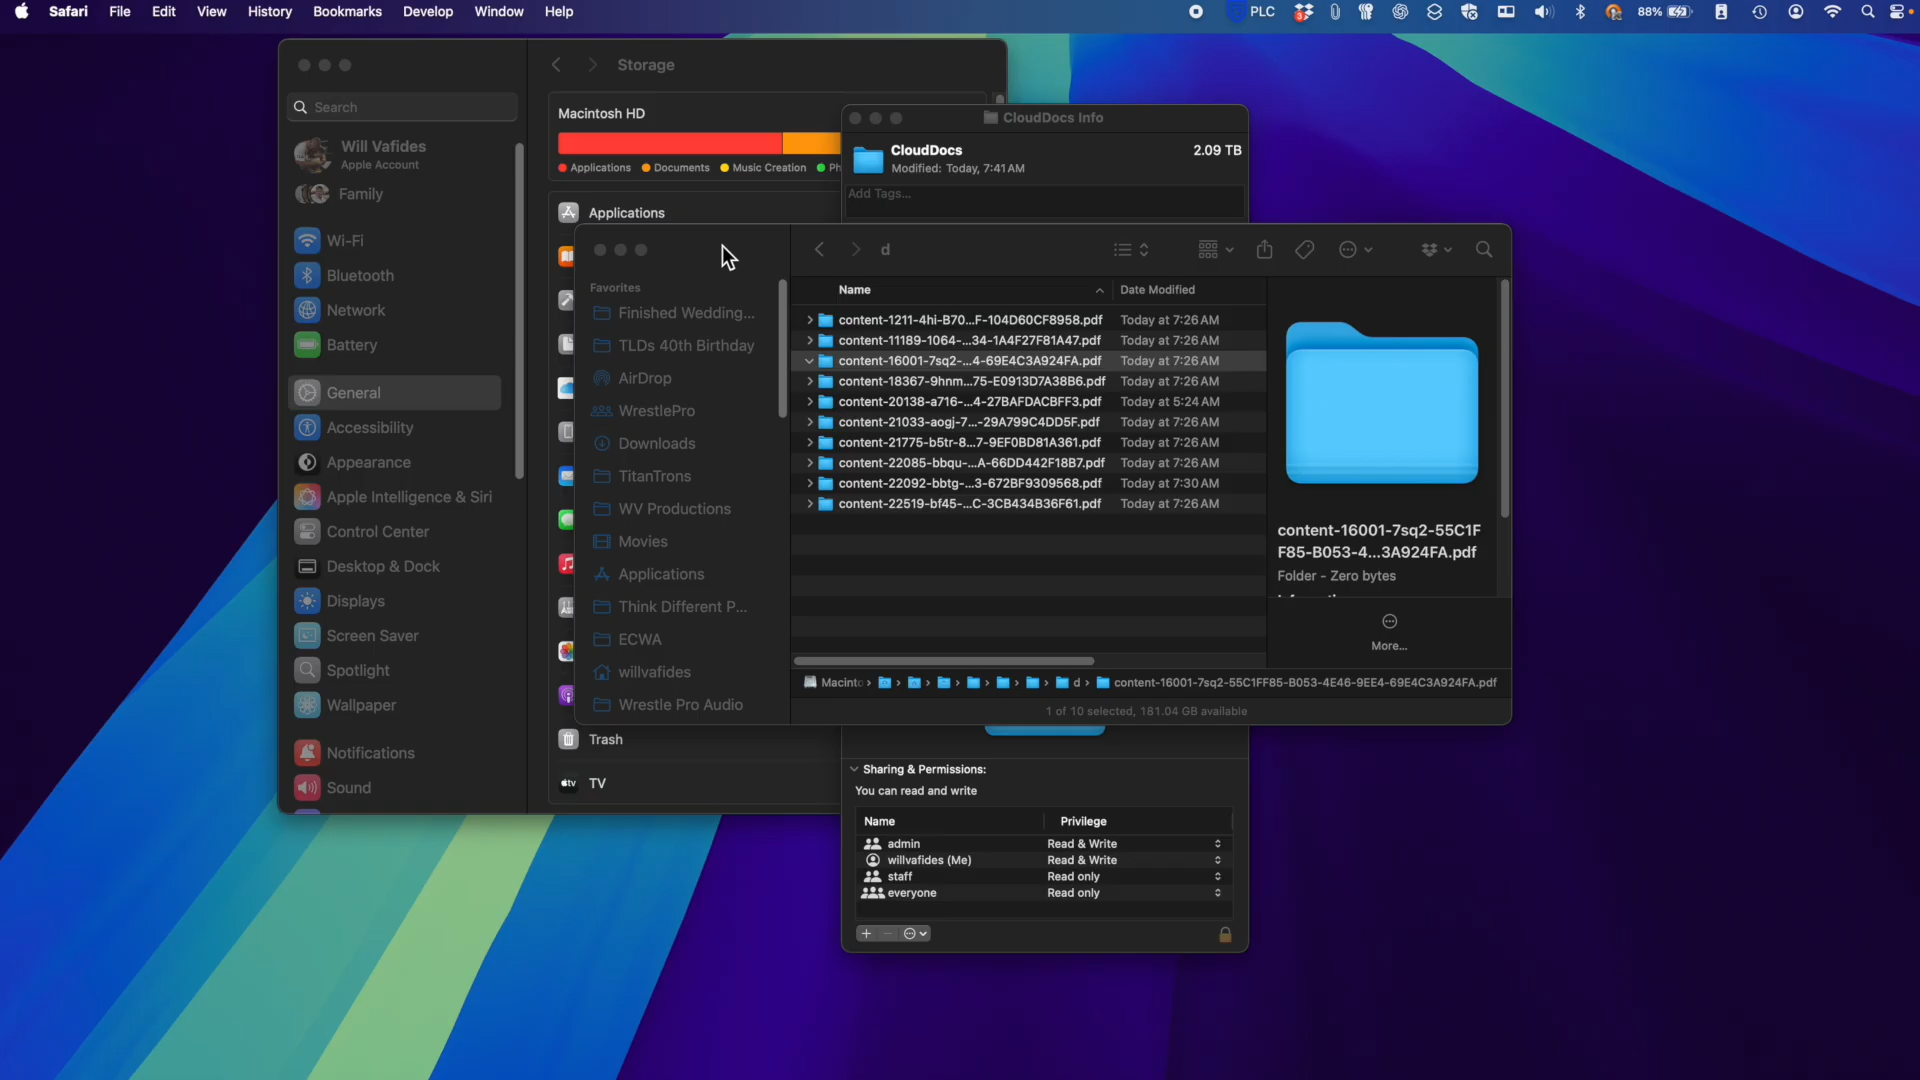 Safari File Edit View History Bookmarks Develop Window Help
3 PLC 88%
Storage
Search
Will Vafides
Apple Account
Family
Wi-Fi
Bluetooth
Network
Battery
General
Accessibility
Appearance
Apple Intelligence & Siri
Control Center
Desktop & Dock
Displays
Screen Saver
Spotlight
Wallpaper
Notifications
Sound
Macintosh HD
Applications Documents Music Creation Ph
Applications
Trash
tv TV
CloudDocs Info
CloudDocs 2.09 TB
Modified: Today, 7:41 AM
Add Tags...
d
Favorites
Finished Wedding...
TLDs 40th Birthday
AirDrop
WrestlePro
Downloads
TitanTrons
WV Productions
Movies
Applications
Think Different P...
ECWA
willvafides
Wrestle Pro Audio
Name Date Modified
content-1211-4hi-B70...F-104D60CF8958.pdf Today at 7:26 AM
content-11189-1064-...34-1A4F27F81A47.pdf Today at 7:26 AM
content-16001-7sq2-...4-69E4C3A924FA.pdf Today at 7:26 AM
content-18367-9hnm...75-E0913D7A38B6.pdf Today at 7:26 AM
content-20138-a716-...4-27BAFDACBFF3.pdf Today at 5:24 AM
content-21033-aogj-7...-29A799C4DD5F.pdf Today at 7:26 AM
content-21775-b5tr-8...7-9EF0BD81A361.pdf Today at 7:26 AM
content-22085-bbqu-...A-66DD442F18B7.pdf Today at 7:26 AM
content-22092-bbtg-...3-672BF9309568.pdf Today at 7:30 AM
content-22519-bf45-...C-3CB434B36F61.pdf Today at 7:26 AM
content-16001-7sq2-55C1F
F85-B053-4...3A924FA.pdf
Folder - Zero bytes
More...
Macinto d content-16001-7sq2-55C1FF85-B053-4E46-9EE4-69E4C3A924FA.pdf
1 of 10 selected, 181.04 GB available
Sharing & Permissions:
You can read and write
Name Privilege
admin Read & Write
willvafides (Me) Read & Write
staff Read only
everyone Read only